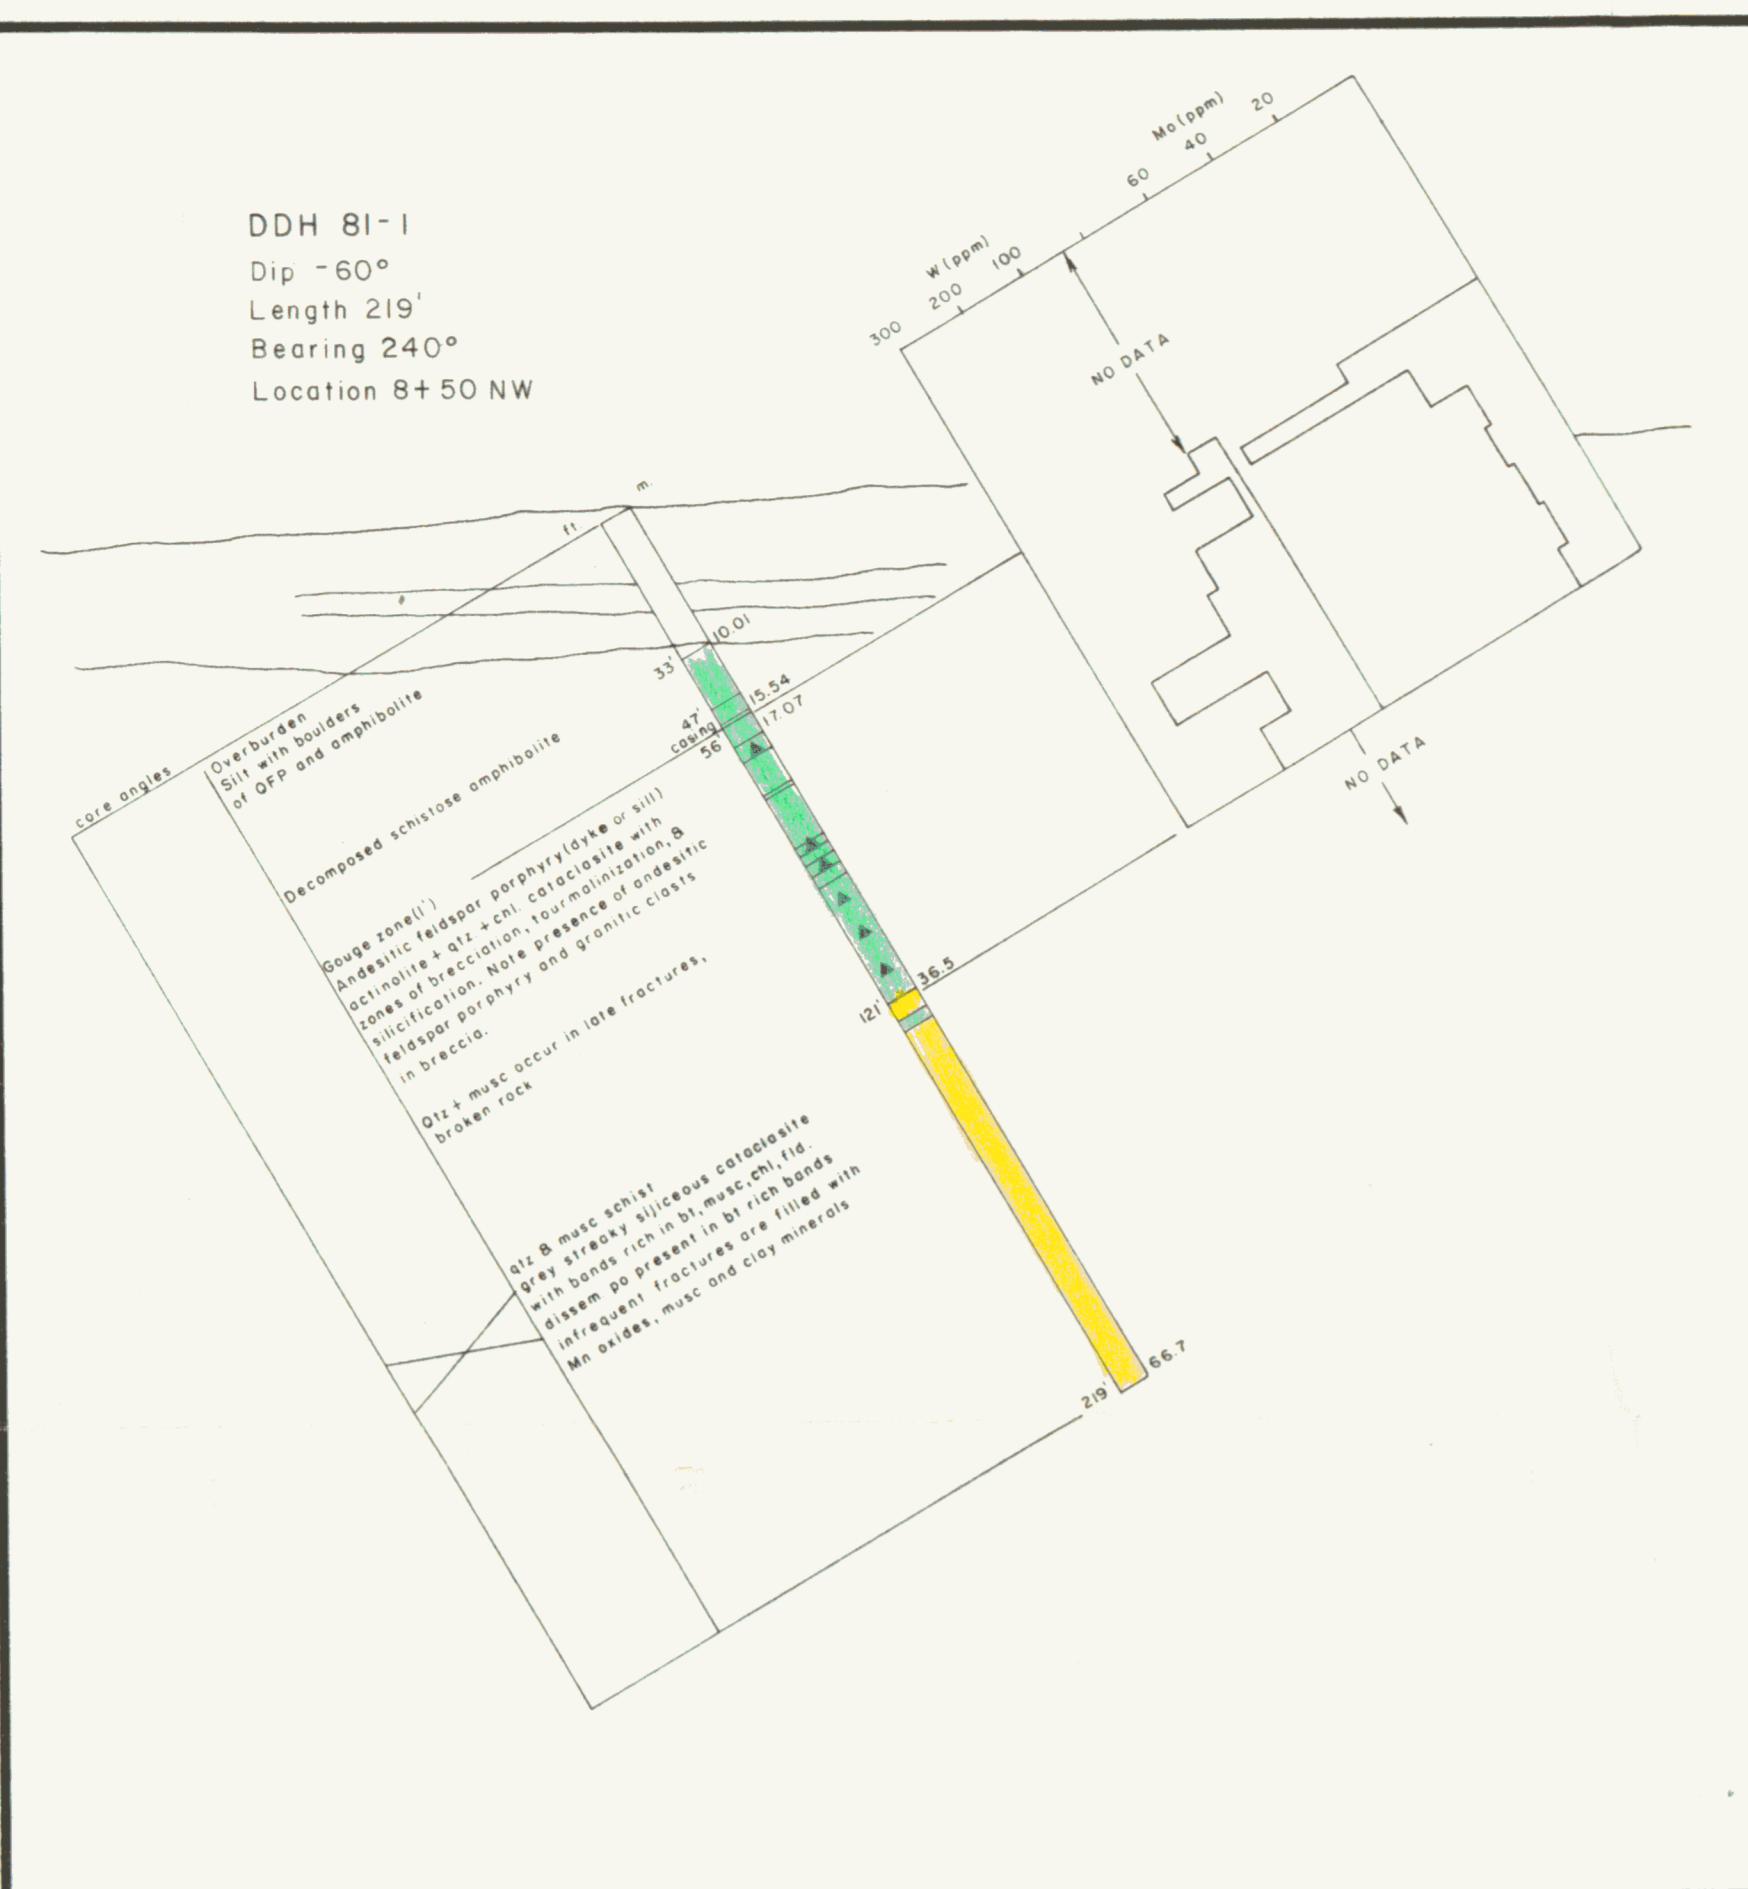 DDH 81-1
Dip -60°
Length 219'
Bearing 240°
Location 8+50 NW
Mo (ppm)
20
40
60
W (ppm)
100
200
300
NO DATA
NO DATA
m.
ft.
10.01
33'
15.54
47'
17.07
casing
56
36.5
121'
66.7
219'
core angles
Overburden
Silt with boulders
of QFP and amphibolite
Decomposed schistose amphibolite
Gouge zone (1')
Andesitic feldspar porphyry (dyke or sill)
actinolite + qtz. + cnl. cataclasite with
zones of brecciation, tourmalinization, &
silicification. Note presence of andesitic
feldspar porphyry and granitic clasts
in breccia.
Qtz + musc occur in late fractures,
broken rock
qtz & musc schist
grey streaky siliceous cataclasite
with bands rich in bt, musc, chl, fld.
dissem po present in bt rich bands
infrequent fractures are filled with
Mn oxides, musc and clay minerals